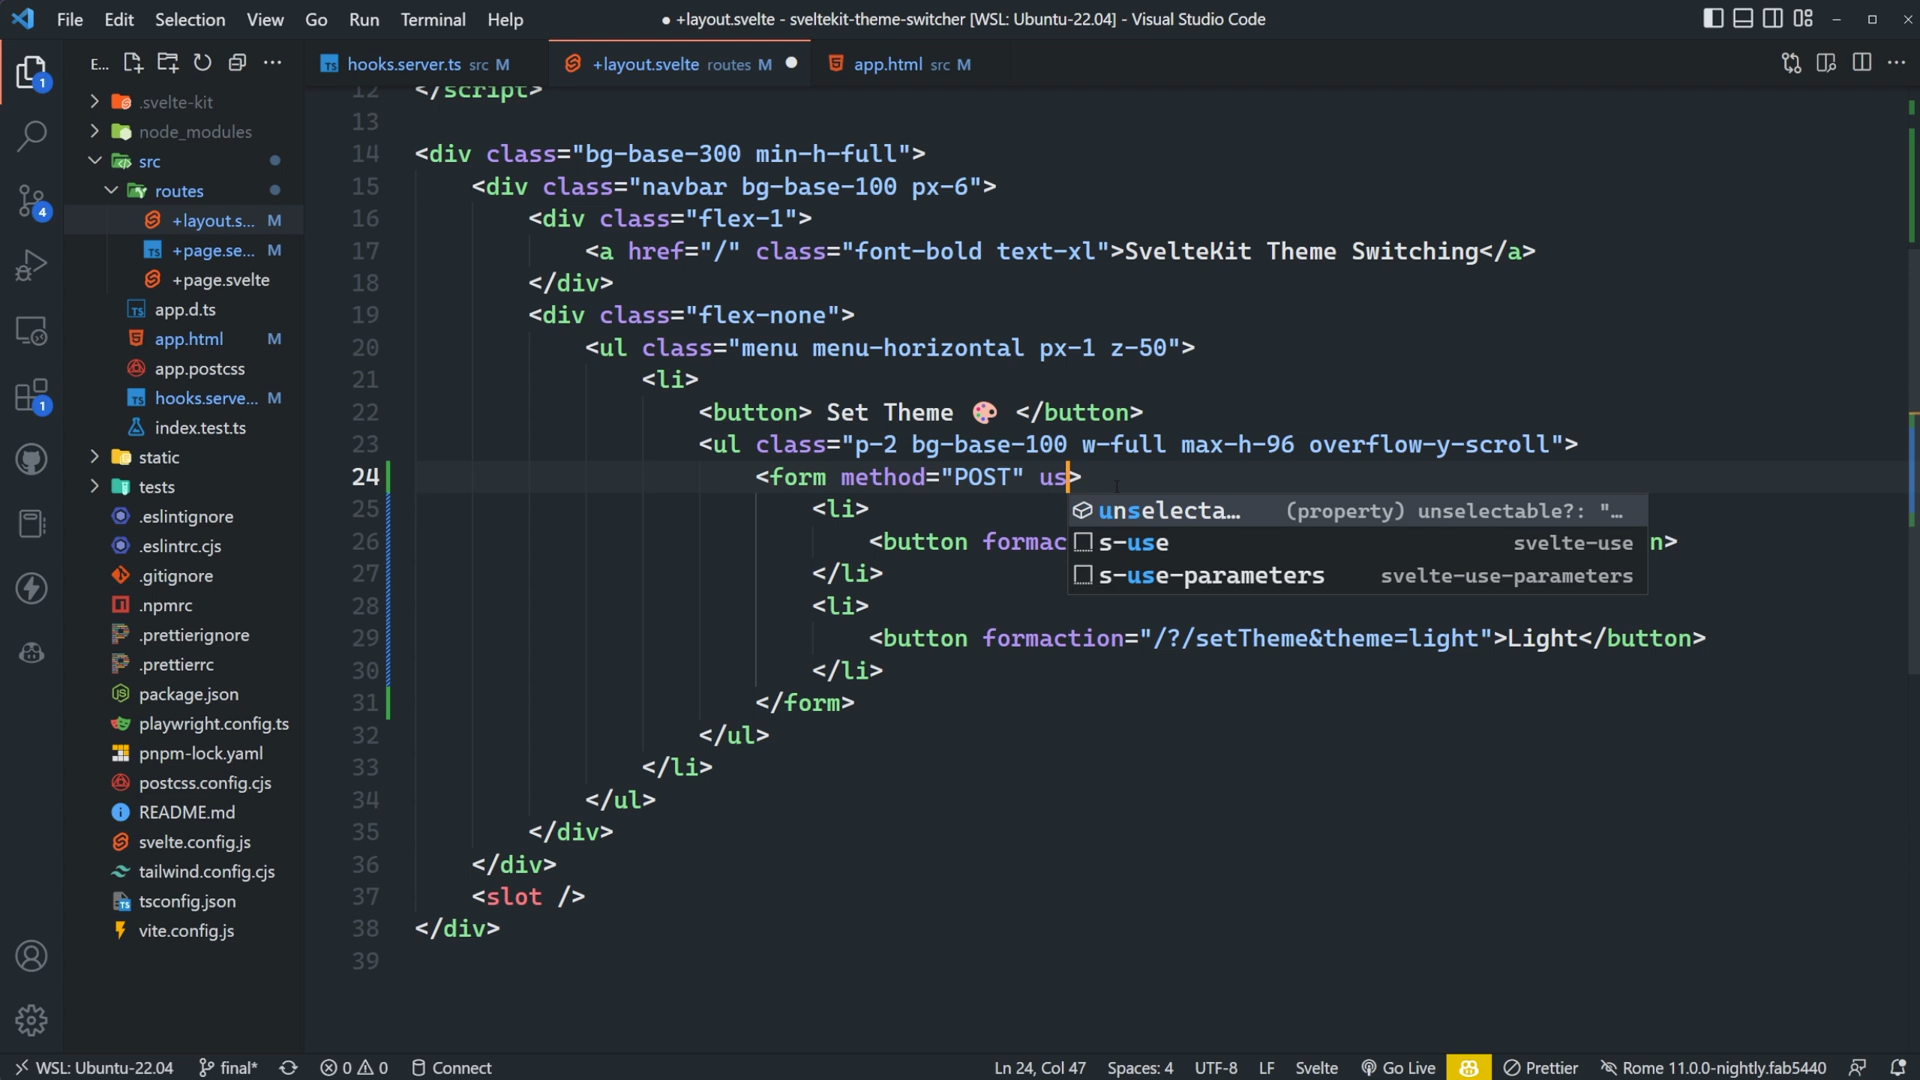 File Edit Selection View Go Run Terminal Help
● +layout.svelte - sveltekit-theme-switcher [WSL: Ubuntu-22.04] - Visual Studio Code
E...
TS hooks.server.ts src M
+layout.svelte routes M
app.html src M
.svelte-kit
node_modules
src
routes
+layout.s... M
TS +page.se... M
+page.svelte
TS app.d.ts
app.html M
app.postcss
TS hooks.serve... M
index.test.ts
static
tests
.eslintignore
.eslintrc.cjs
.gitignore
.npmrc
.prettierignore
.prettierrc
package.json
playwright.config.ts
pnpm-lock.yaml
postcss.config.cjs
README.md
svelte.config.js
tailwind.config.cjs
tsconfig.json
vite.config.js
1
4
1
12 </script>
13
14 <div class="bg-base-300 min-h-full">
15 <div class="navbar bg-base-100 px-6">
16 <div class="flex-1">
17 <a href="/" class="font-bold text-xl">SvelteKit Theme Switching</a>
18 </div>
19 <div class="flex-none">
20 <ul class="menu menu-horizontal px-1 z-50">
21 <li>
22 <button> Set Theme 🎨 </button>
23 <ul class="p-2 bg-base-100 w-full max-h-96 overflow-y-scroll">
24 <form method="POST" us>
25 <li>
26 <button formac n>
27 </li>
28 <li>
29 <button formaction="/?/setTheme&theme=light">Light</button>
30 </li>
31 </form>
32 </ul>
33 </li>
34 </ul>
35 </div>
36 </div>
37 <slot />
38 </div>
39
unselecta... (property) unselectable?: "...
s-use svelte-use
s-use-parameters svelte-use-parameters
WSL: Ubuntu-22.04 final* 0 0 Connect
Ln 24, Col 47 Spaces: 4 UTF-8 LF Svelte Go Live Prettier Rome 11.0.0-nightly.fab5440